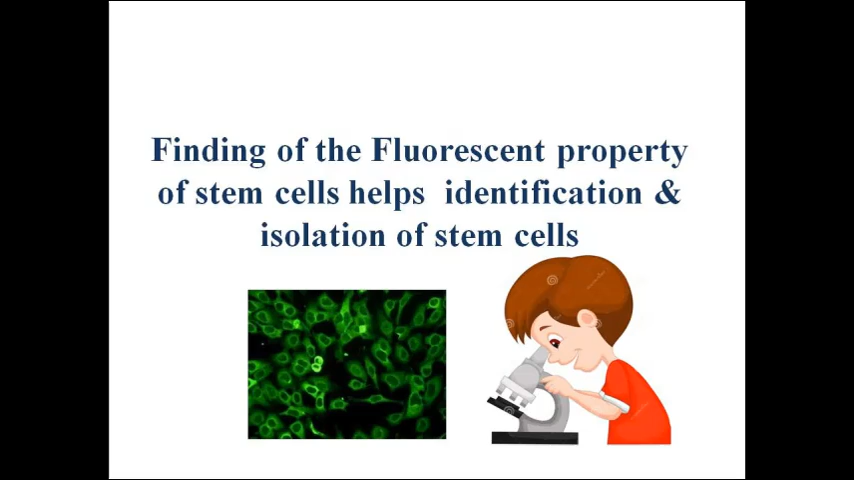 Finding of the Fluorescent property
of stem cells helps identification &
isolation of stem cells